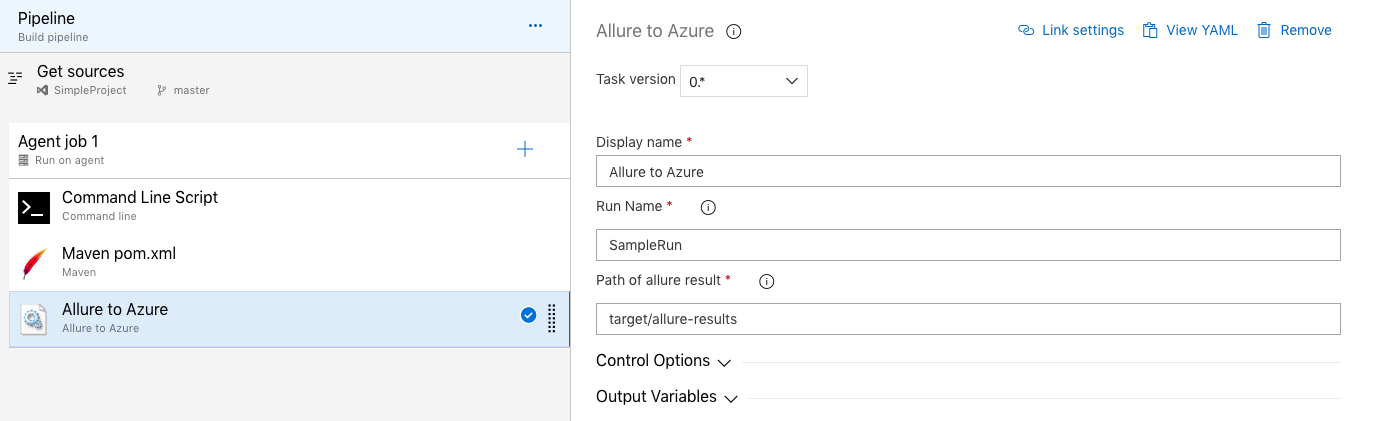 Pipeline
Build pipeline
Get sources
SimpleProject master
Agent job 1
Run on agent
Command Line Script
Command line
Maven pom.xml
Maven
Allure to Azure
Allure to Azure
Allure to Azure
Link settings View YAML Remove
Task version 0.*
Display name *
Allure to Azure
Run Name *
SampleRun
Path of allure result *
target/allure-results
Control Options
Output Variables